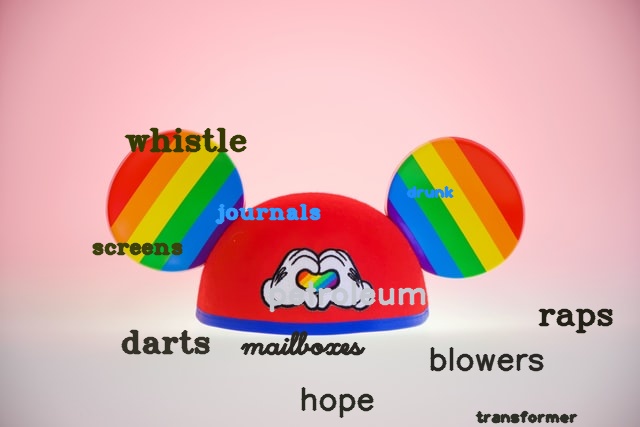 whistle
drunk
journals
screens
petroleum
raps
darts
mailboxes
blowers
hope
transformer